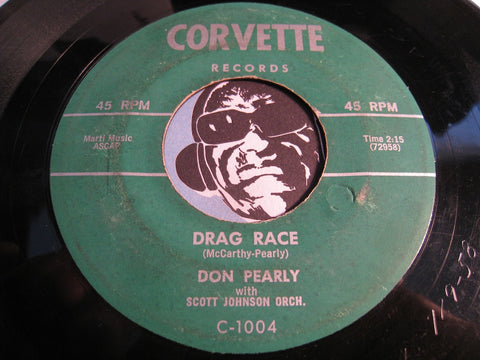 CORVETTE
RECORDS
45 RPM 45 RPM
Marti Music
ASCAP
Time 2:15
(72958)
DRAG RACE
(McCarthy-Pearly)
DON PEARLY
with
SCOTT JOHNSON ORCH.
C-1004